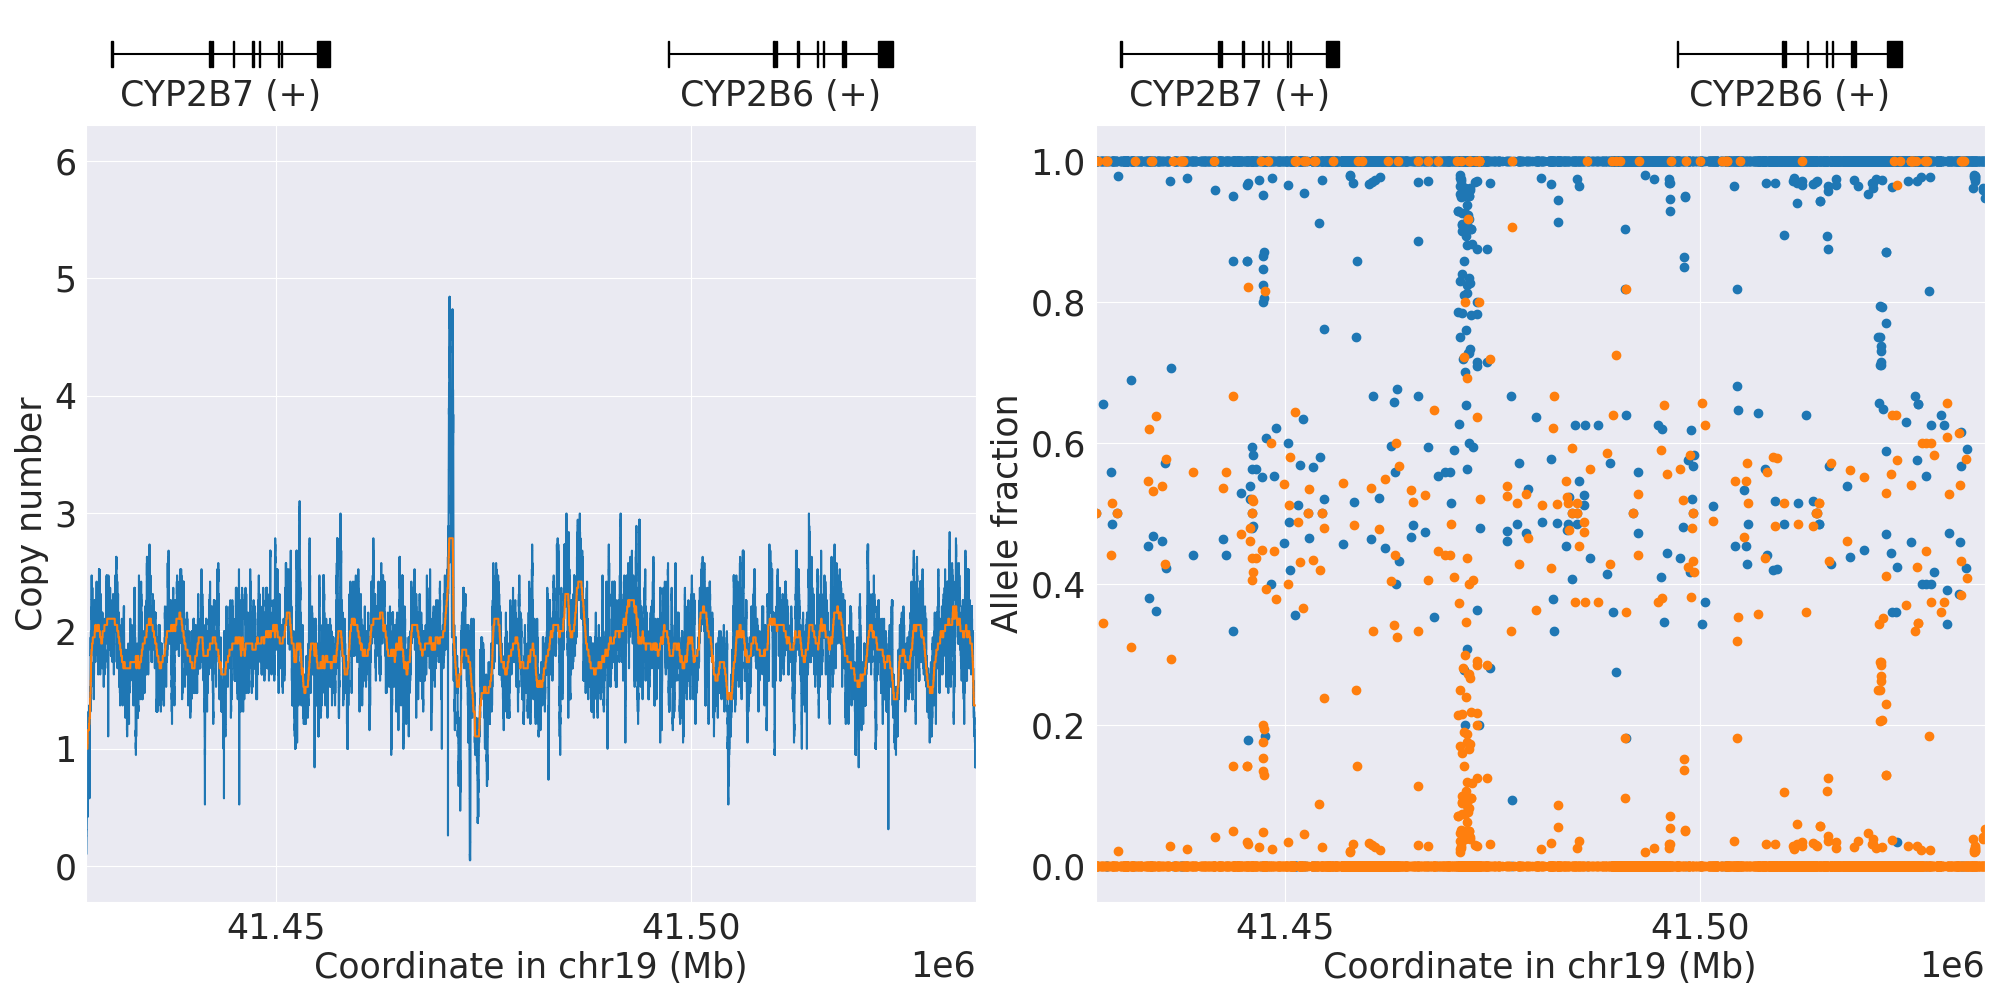 CYP2B7 (+)
CYP2B6 (+)
6
5
4
3
2
1
0
Copy number
41.45
41.50
Coordinate in chr19 (Mb)
1e6
CYP2B7 (+)
CYP2B6 (+)
1.0
0.8
0.6
0.4
0.2
0.0
Allele fraction
41.45
41.50
Coordinate in chr19 (Mb)
1e6